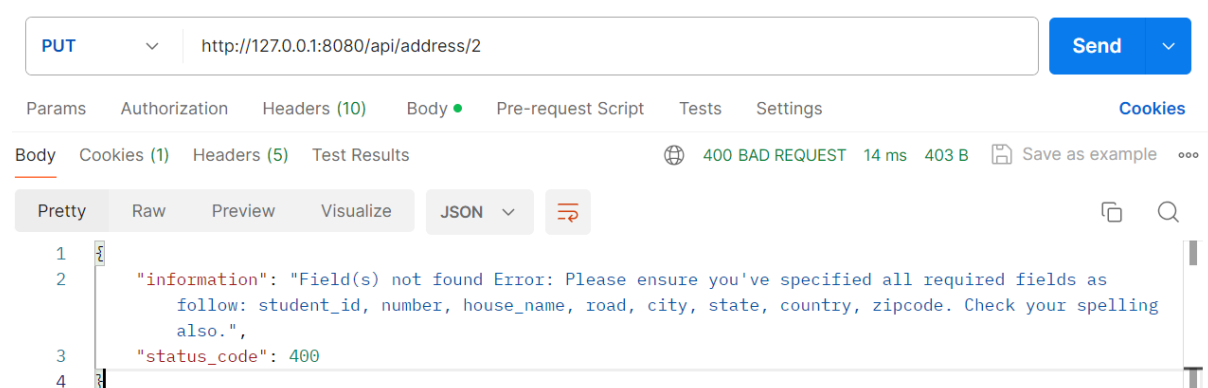 PUT http://127.0.0.1:8080/api/address/2 Send
Params Authorization Headers (10) Body Pre-request Script Tests Settings Cookies
Body Cookies (1) Headers (5) Test Results 400 BAD REQUEST 14 ms 403 B Save as example
Pretty Raw Preview Visualize JSON
1 {
2 "information": "Field(s) not found Error: Please ensure you've specified all required fields as
follow: student_id, number, house_name, road, city, state, country, zipcode. Check your spelling
also.",
3 "status_code": 400
4 }